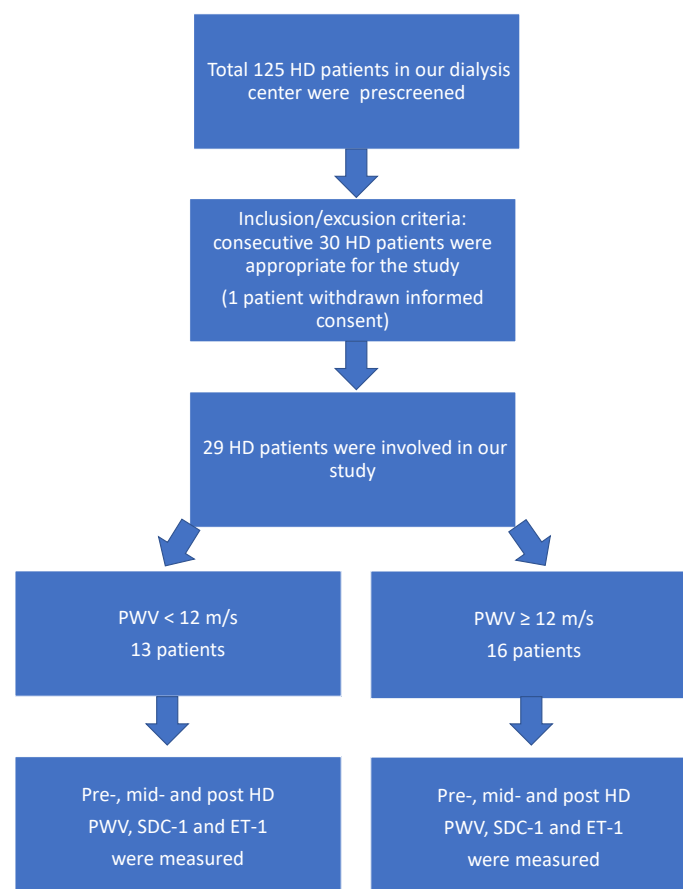 Total 125 HD patients in our dialysis
center were prescreened
Inclusion/excusion criteria:
consecutive 30 HD patients were
appropriate for the study
(1 patient withdrawn informed
consent)
29 HD patients were involved in our
study
PWV < 12 m/s
13 patients
PWV ≥ 12 m/s
16 patients
Pre-, mid- and post HD
PWV, SDC-1 and ET-1
were measured
Pre-, mid- and post HD
PWV, SDC-1 and ET-1
were measured